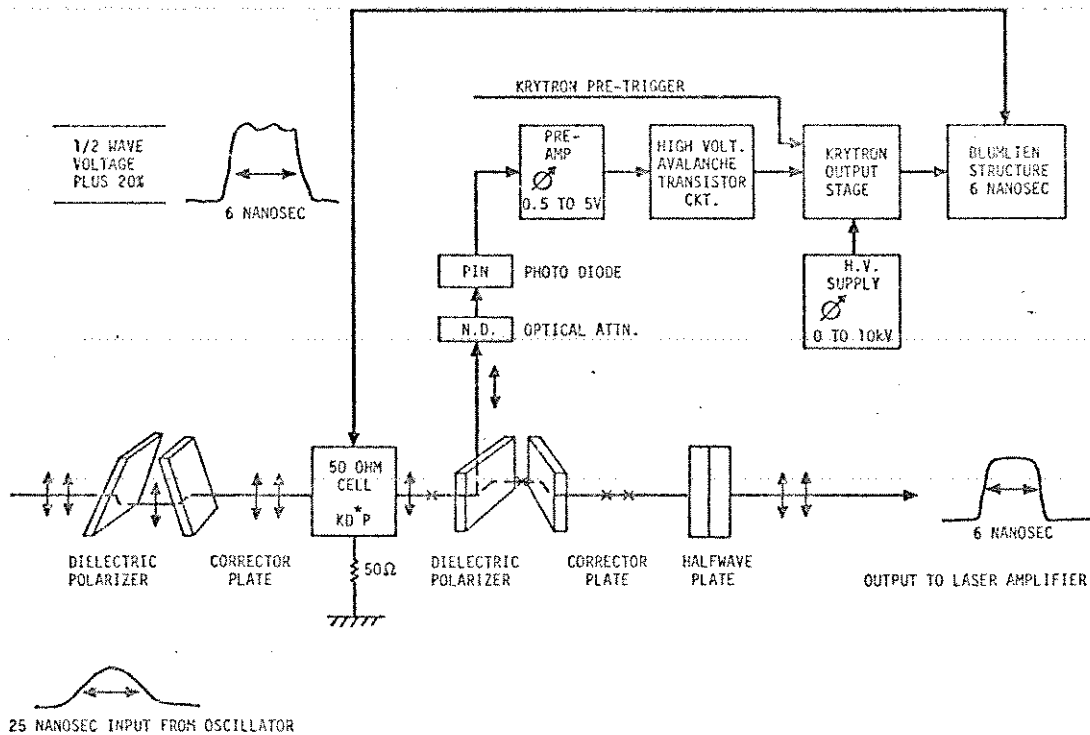 KRYTRON PRE-TRIGGER
1/2 WAVE
VOLTAGE
PLUS 20%
6 NANOSEC
PRE-
AMP
0.5 TO 5V
HIGH VOLT.
AVALANCHE
TRANSISTOR
CKT.
KRYTRON
OUTPUT
STAGE
BLUMLIEN
STRUCTURE
6 NANOSEC
PIN
PHOTO DIODE
N.D.
OPTICAL ATTN.
H.V.
SUPPLY
0 TO 10kV
50 OHM
CELL
KD*P
50Ω
DIELECTRIC
POLARIZER
CORRECTOR
PLATE
DIELECTRIC
POLARIZER
CORRECTOR
PLATE
HALFWAVE
PLATE
6 NANOSEC
OUTPUT TO LASER AMPLIFIER
25 NANOSEC INPUT FROM OSCILLATOR